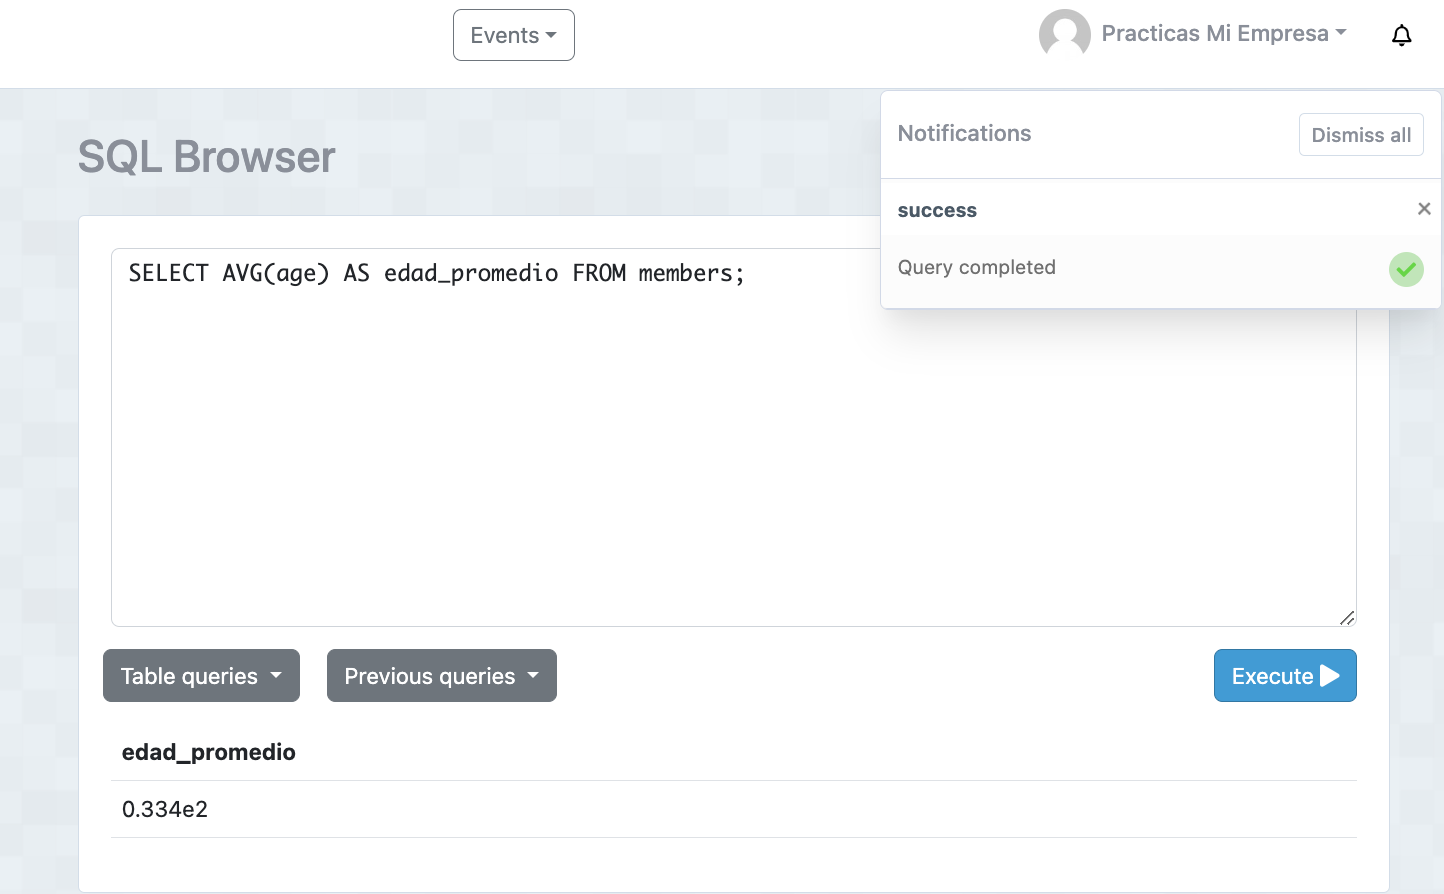 Events
Practicas Mi Empresa
SQL Browser
Notifications
Dismiss all
success
Query completed
SELECT AVG(age) AS edad_promedio FROM members;
Table queries
Previous queries
Execute
edad_promedio
0.334e2